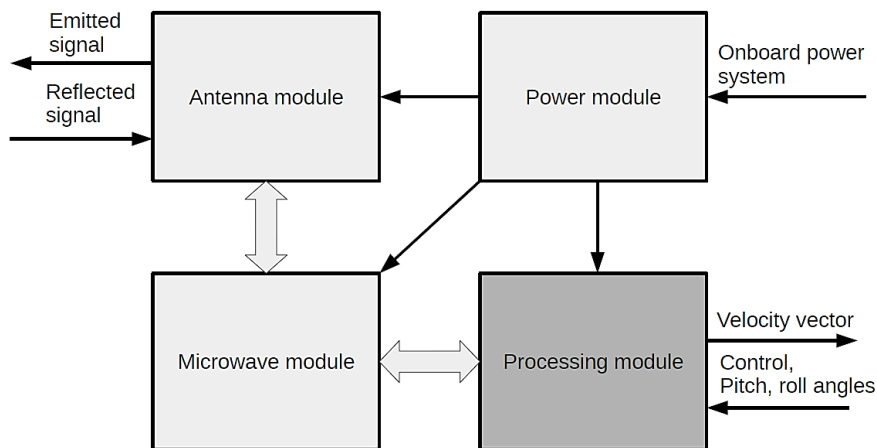 Emitted
signal
Reflected
signal
Antenna module
Power module
Onboard power
system
Microwave module
Processing module
Velocity vector
Control,
Pitch, roll angles